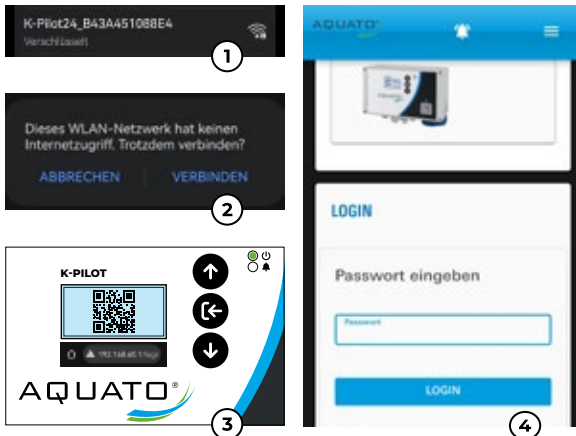 K-Pilot24_B43A451088E4
Verschlüsselt
1
Dieses WLAN-Netzwerk hat keinen
Internetzugriff. Trotzdem verbinden?
ABBRECHEN VERBINDEN
2
K-PILOT
AQUATO®
3
AQUATO®
LOGIN
Passwort eingeben
Passwort
LOGIN
4